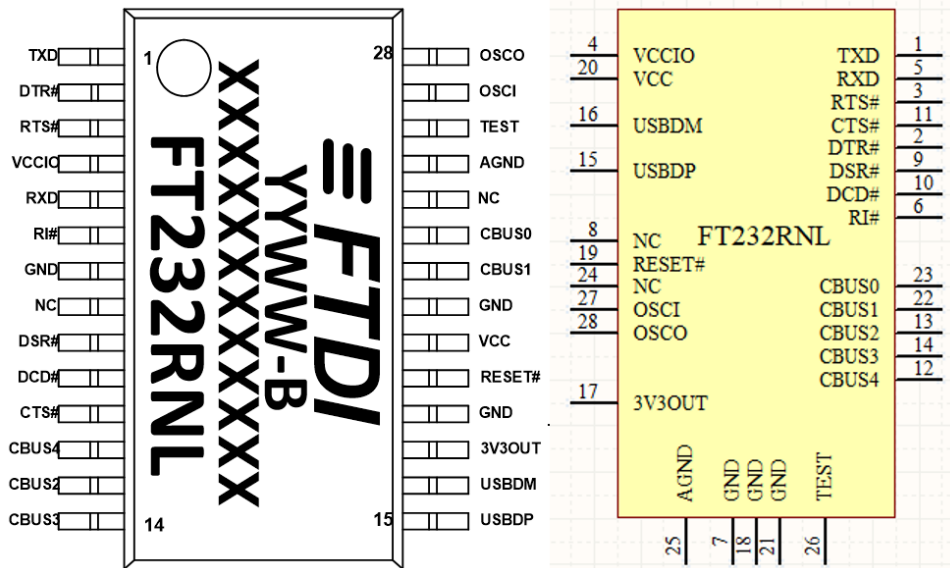 TXD
DTR#
RTS#
VCCIO
RXD
RI#
GND
NC
DSR#
DCD#
CTS#
CBUS4
CBUS2
CBUS3
1
14
28
15
FT232RNL
XXXXXXXXXXXX
YYWW-B
FTDI
OSCO
OSCI
TEST
AGND
NC
CBUS0
CBUS1
GND
VCC
RESET#
GND
3V3OUT
USBDM
USBDP
4 VCCIO
20 VCC
16 USBDM
15 USBDP
8 NC
19 RESET#
24 NC
27 OSCI
28 OSCO
17 3V3OUT
FT232RNL
TXD 1
RXD 5
RTS# 3
CTS# 11
DTR# 2
DSR# 9
DCD# 10
RI# 6
CBUS0 23
CBUS1 22
CBUS2 13
CBUS3 14
CBUS4 12
AGND 25
GND 7
GND 18
GND 21
TEST 26